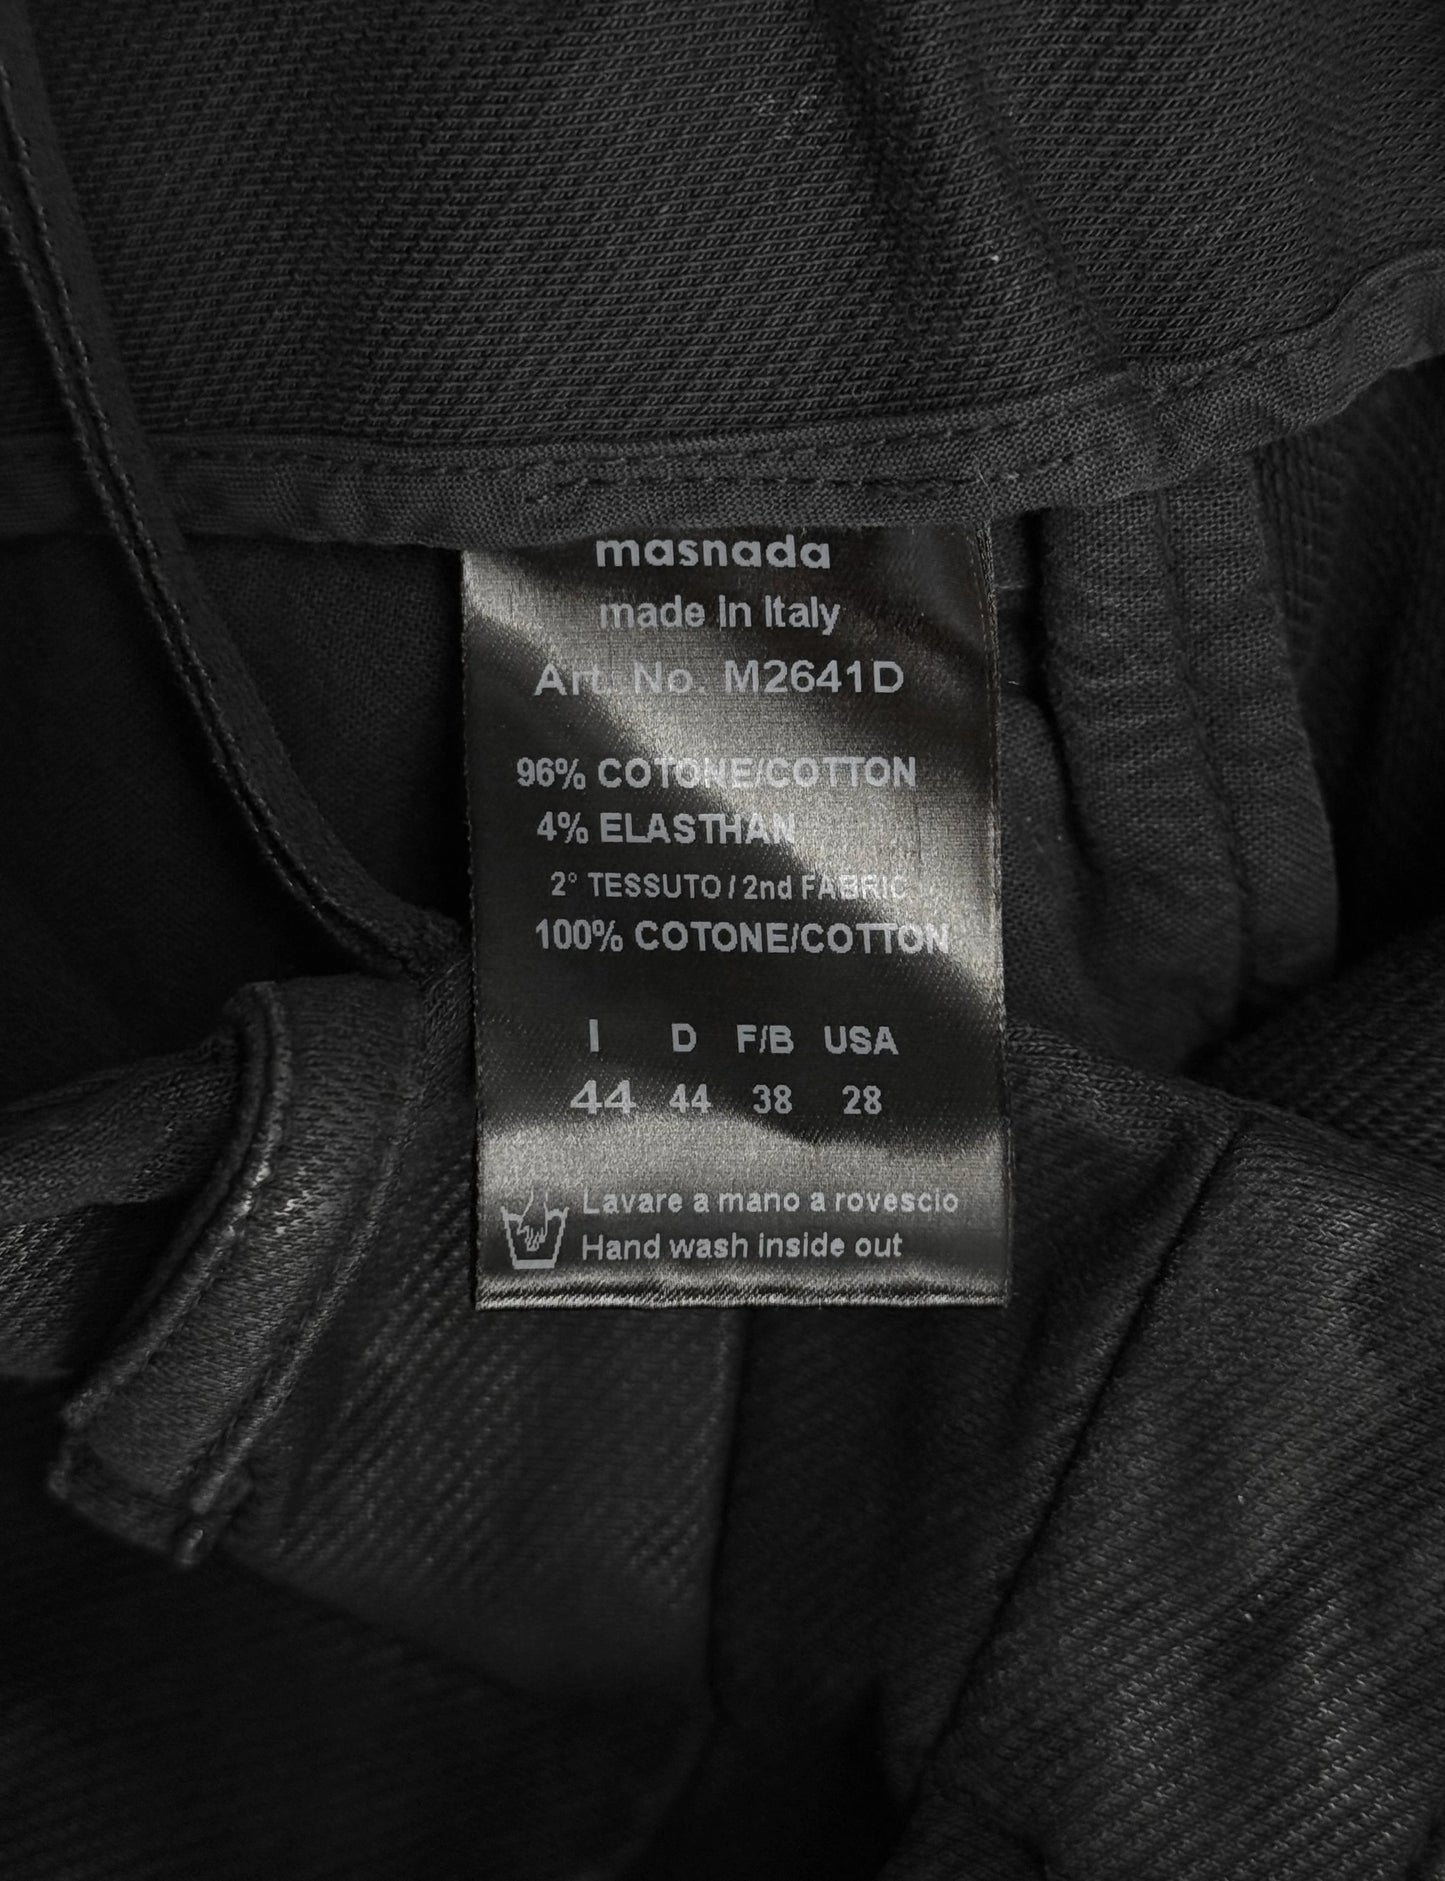 masnada
made in Italy
Art. No. M2641D
96% COTONE/COTTON
4% ELASTHAN
2° TESSUTO / 2nd FABRIC
100% COTONE/COTTON
I D F/B USA
44 44 38 28
Lavare a mano a rovescio
Hand wash inside out